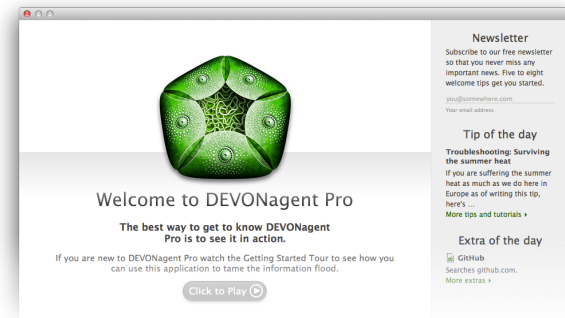 Welcome to DEVONagent Pro
The best way to get to know DEVONagent
Pro is to see it in action.
If you are new to DEVONagent Pro watch the Getting Started Tour to see how you
can use this application to tame the information flood.
Click to Play
Newsletter
Subscribe to our free newsletter
so that you never miss any
important news. Five to eight
welcome tips get you started.
you@somewhere.com
Your email address
Tip of the day
Troubleshooting: Surviving
the summer heat
If you are suffering the summer
heat as much as we do here in
Europe as of writing this tip,
here's ...
More tips and tutorials ▸
Extra of the day
GitHub
Searches github.com.
More extras ▸